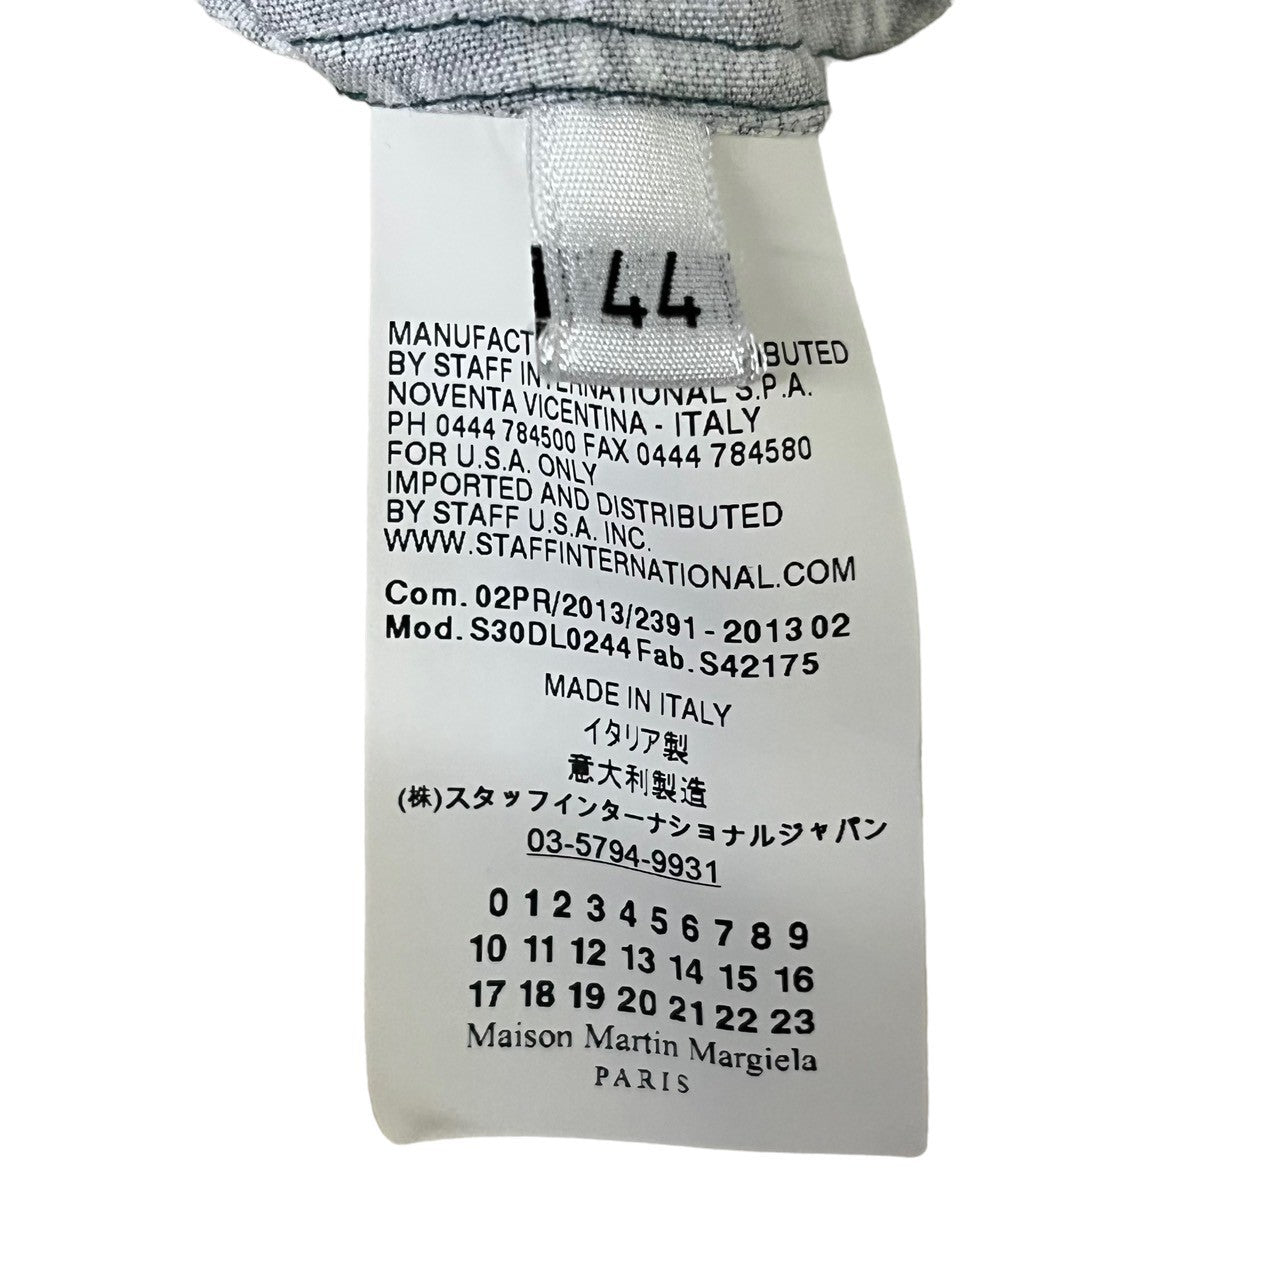 44
MANUFACT IBUTED
BY STAFF INTERNATIONAL S.P.A.
NOVENTA VICENTINA - ITALY
PH 0444 784500 FAX 0444 784580
FOR U.S.A. ONLY
IMPORTED AND DISTRIBUTED
BY STAFF U.S.A. INC.
WWW.STAFFINTERNATIONAL.COM
Com. 02PR/2013/2391 - 2013 02
Mod. S30DL0244 Fab. S42175
MADE IN ITALY
イタリア製
意大利製造
(株)スタッフインターナショナルジャパン
03-5794-9931
0 1 2 3 4 5 6 7 8 9
10 11 12 13 14 15 16
17 18 19 20 21 22 23
Maison Martin Margiela
PARIS